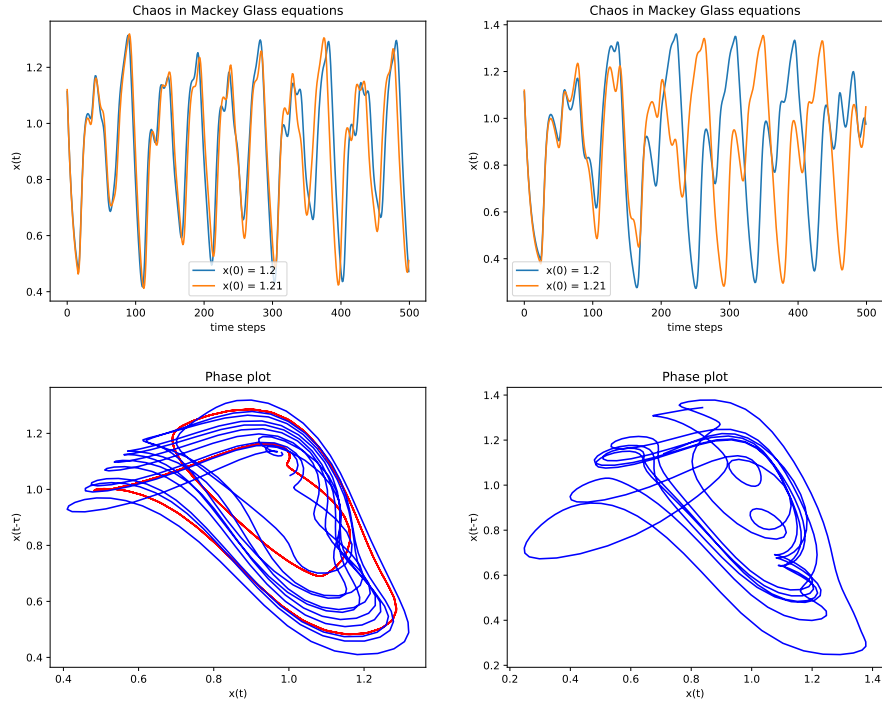 Chaos in Mackey Glass equations
x(t)
1.2
1.0
0.8
0.6
0.4
x(0) = 1.2
x(0) = 1.21
0
100
200
300
400
500
time steps
Chaos in Mackey Glass equations
x(t)
1.4
1.2
1.0
0.8
0.6
0.4
x(0) = 1.2
x(0) = 1.21
0
100
200
300
400
500
time steps
Phase plot
x(t-τ)
1.2
1.0
0.8
0.6
0.4
0.4
0.6
0.8
1.0
1.2
x(t)
Phase plot
x(t-τ)
1.4
1.2
1.0
0.8
0.6
0.4
0.2
0.2
0.4
0.6
0.8
1.0
1.2
1.4
x(t)